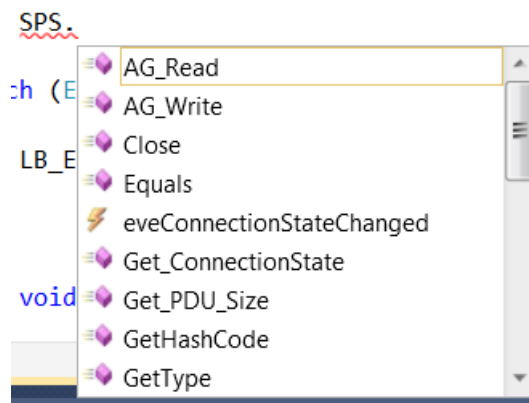 SPS.
AG_Read
ch (E
AG_Write
Close
LB_E
Equals
eveConnectionStateChanged
Get_ConnectionState
void
Get_PDU_Size
GetHashCode
GetType